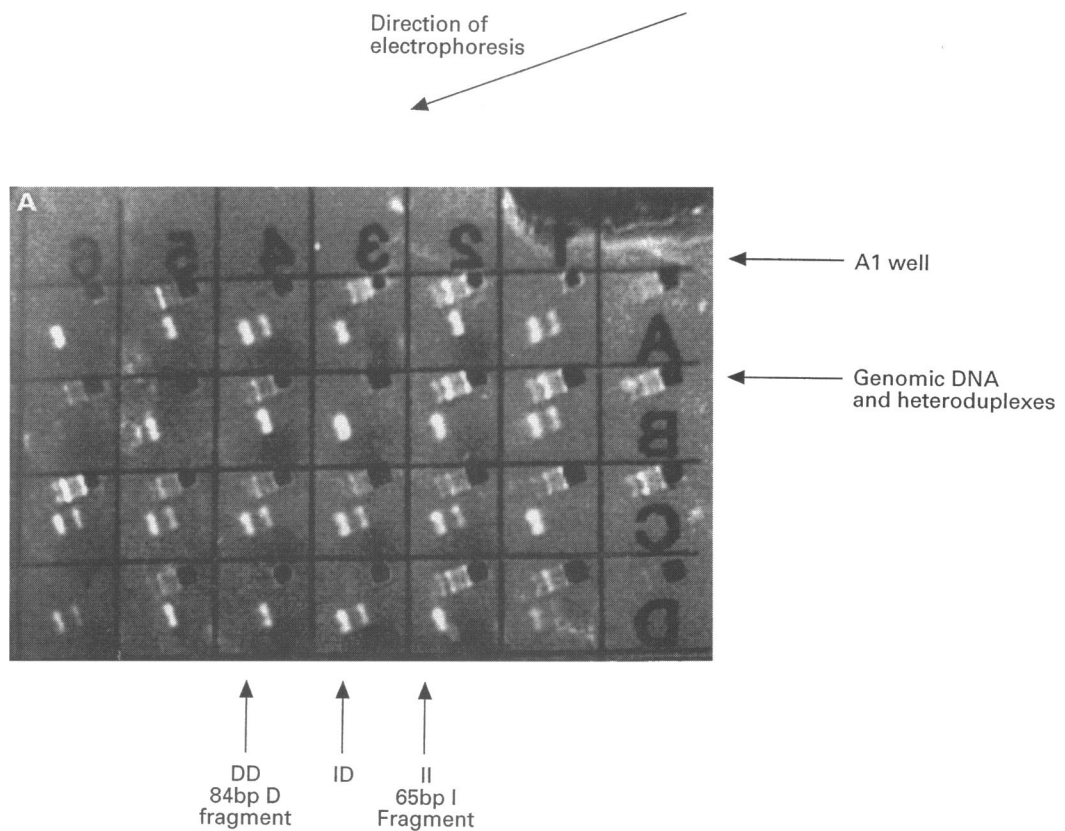 Direction of
electrophoresis
A
6 5 4 3 2 1
A1 well
A
Genomic DNA
and heteroduplexes
B
C
D
DD
84bp D
fragment
ID
II
65bp I
Fragment